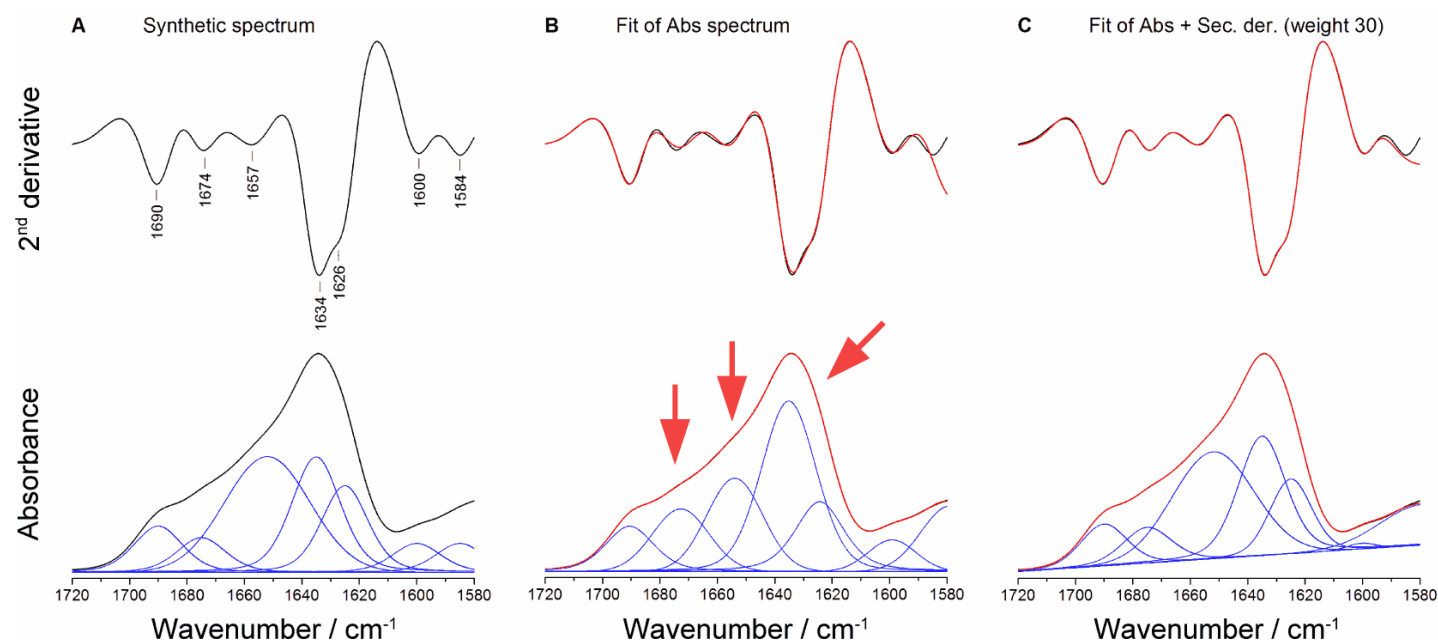 A Synthetic spectrum
B Fit of Abs spectrum
C Fit of Abs + Sec. der. (weight 30)
2nd derivative
1690
1674
1657
1634
1626
1600
1584
Absorbance
1720 1700 1680 1660 1640 1620 1600 1580
1720 1700 1680 1660 1640 1620 1600 1580
1720 1700 1680 1660 1640 1620 1600 1580
Wavenumber / cm-1
Wavenumber / cm-1
Wavenumber / cm-1